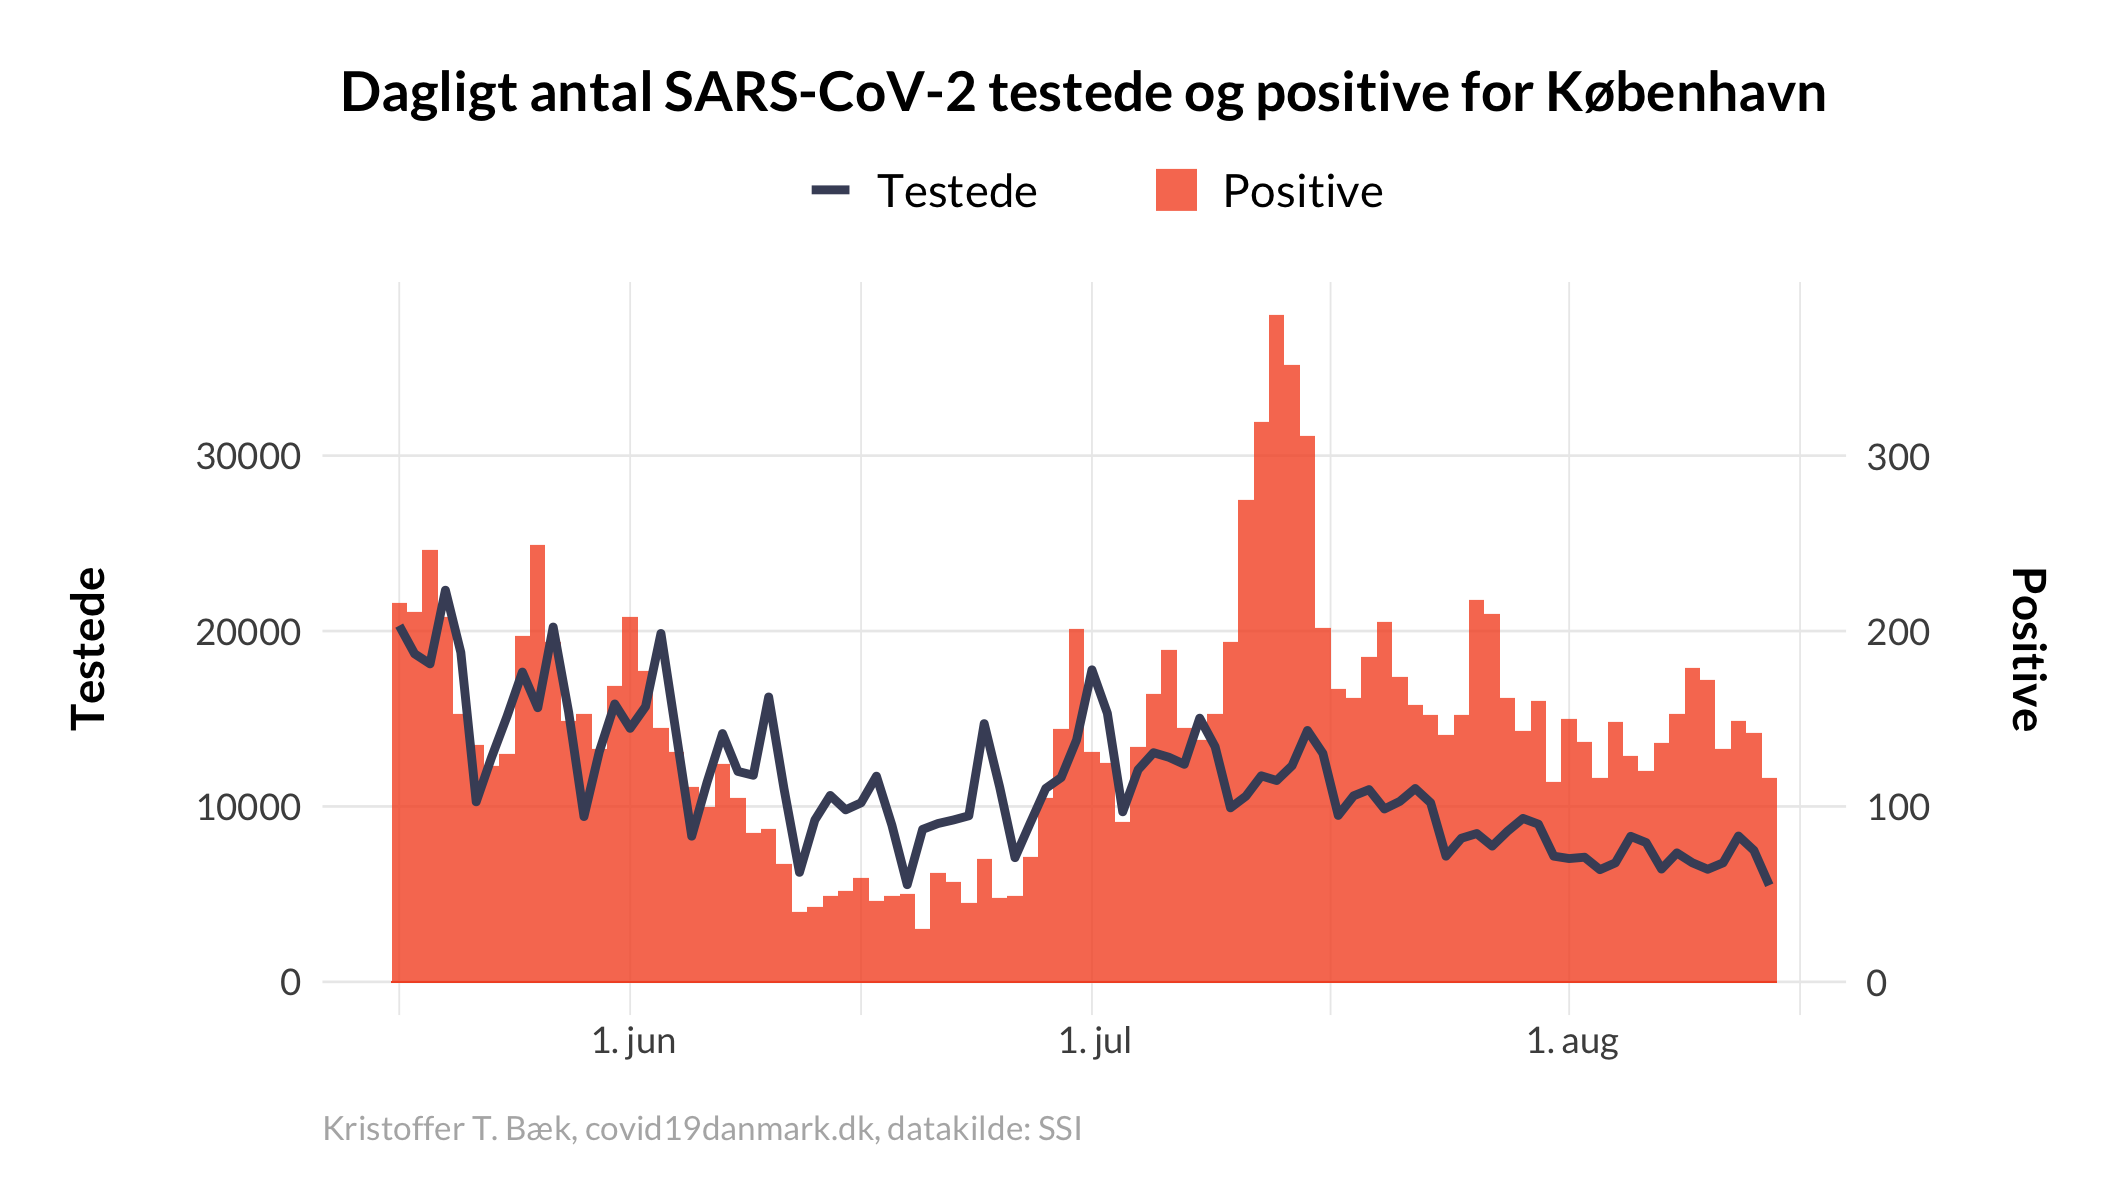 Dagligt antal SARS-CoV-2 testede og positive for København
Testede
Positive
30000
20000
10000
0
300
200
100
0
Testede
Positive
1. jun
1. jul
1. aug
Kristoffer T. Bæk, covid19danmark.dk, datakilde: SSI